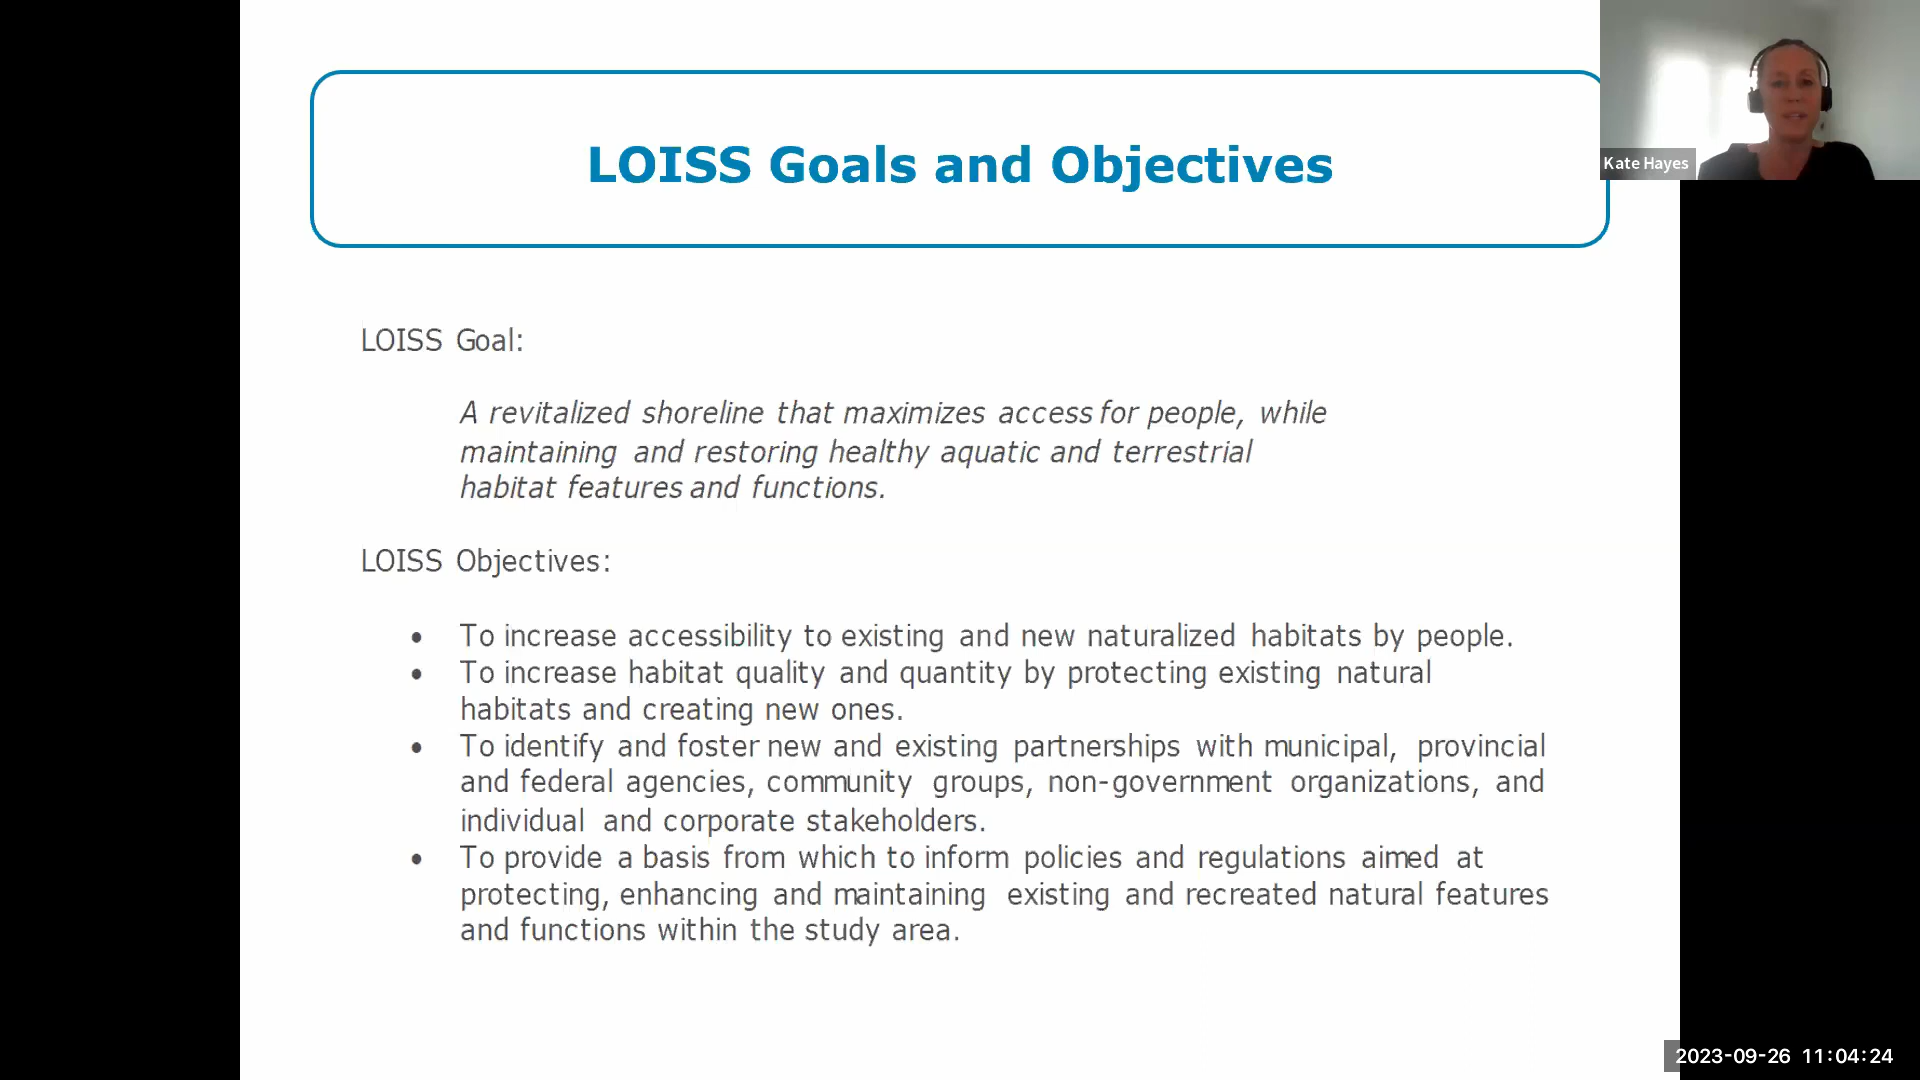 LOISS Goals and Objectives
Kate Hayes
LOISS Goal:
A revitalized shoreline that maximizes access for people, while
maintaining and restoring healthy aquatic and terrestrial
habitat features and functions.
LOISS Objectives:
• To increase accessibility to existing and new naturalized habitats by people.
• To increase habitat quality and quantity by protecting existing natural
habitats and creating new ones.
• To identify and foster new and existing partnerships with municipal, provincial
and federal agencies, community groups, non-government organizations, and
individual and corporate stakeholders.
• To provide a basis from which to inform policies and regulations aimed at
protecting, enhancing and maintaining existing and recreated natural features
and functions within the study area.
2023-09-26 11:04:24